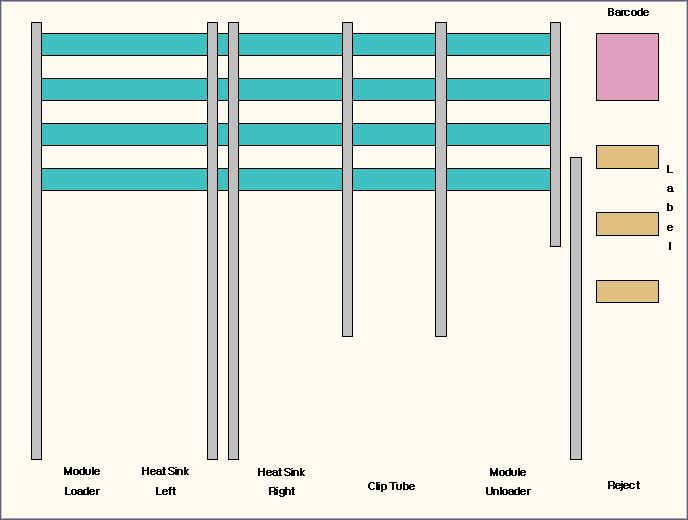 Barcode
L
a
b
e
l
Module
Loader
Heat Sink
Left
Heat Sink
Right
Clip Tube
Module
Unloader
Reject